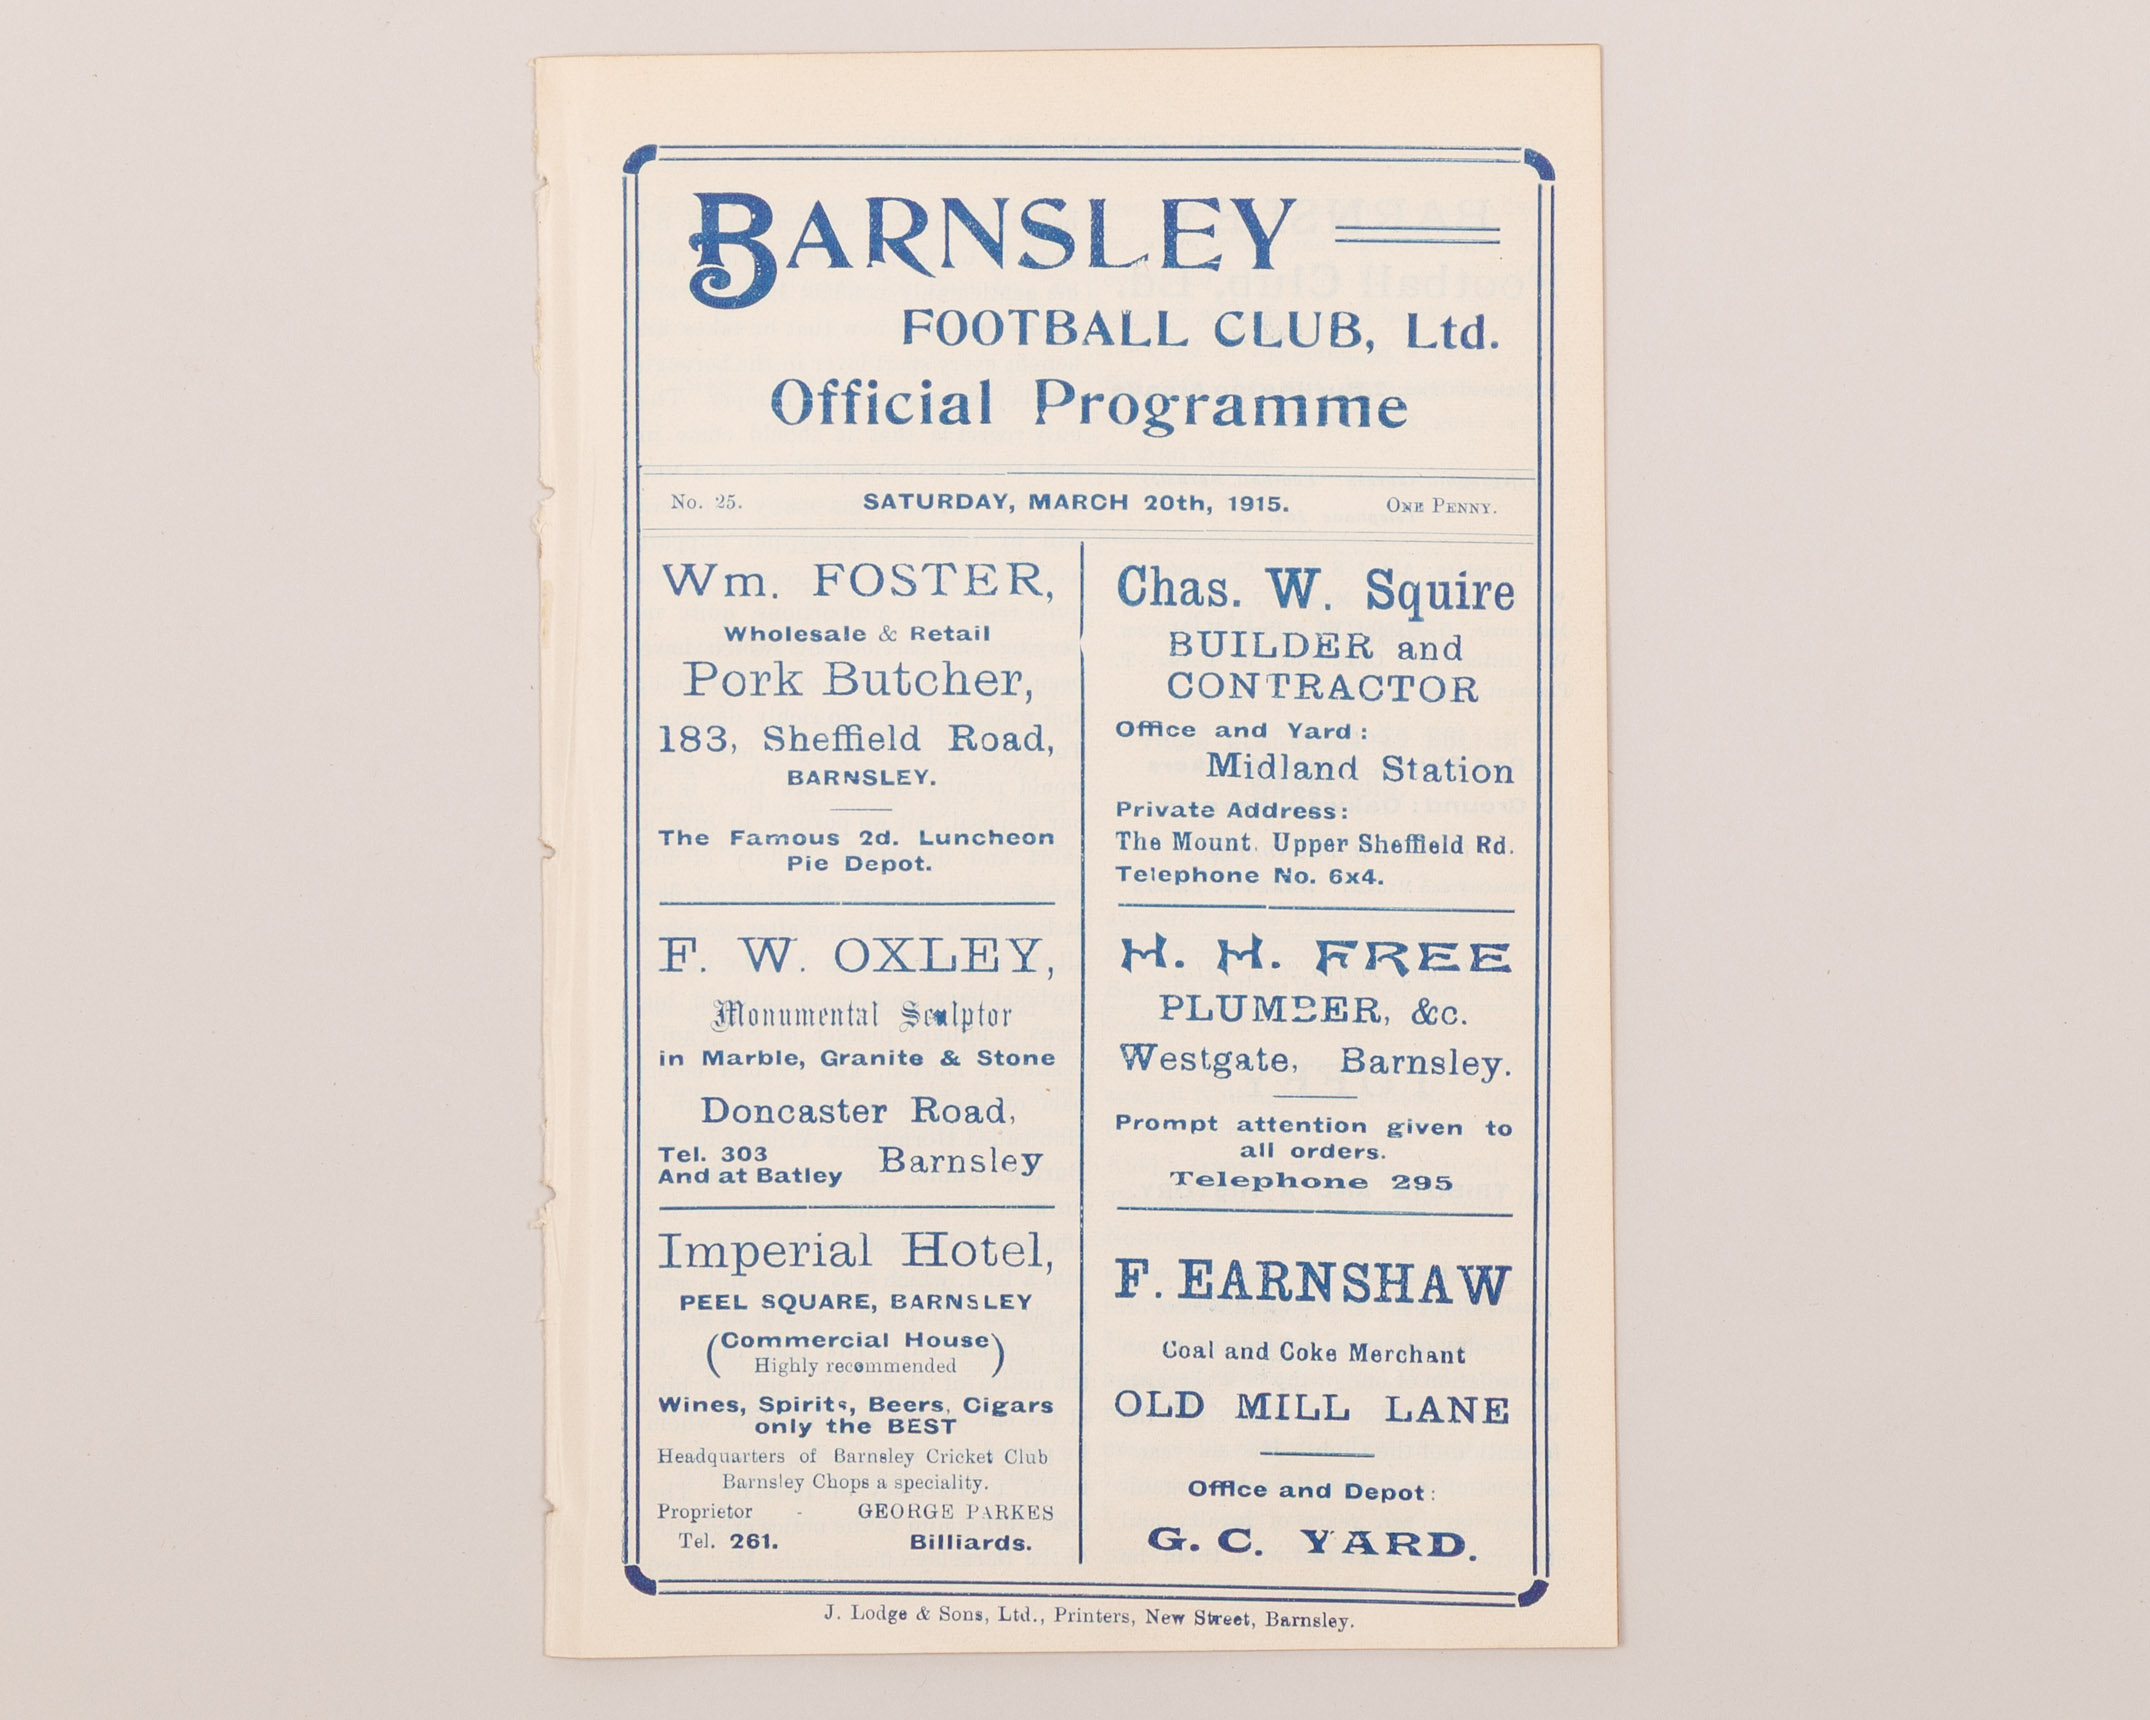 BARNSLEY
FOOTBALL CLUB, Ltd.
Official Programme
No. 25. SATURDAY, MARCH 20th, 1915. ONE PENNY.
Wm. FOSTER,
Wholesale & Retail
Pork Butcher,
183, Sheffield Road,
BARNSLEY.
The Famous 2d. Luncheon
Pie Depot.
F. W. OXLEY,
Monumental Sculptor
in Marble, Granite & Stone
Doncaster Road,
Tel. 303
And at Batley Barnsley
Imperial Hotel,
PEEL SQUARE, BARNSLEY
(Commercial House
Highly recommended)
Wines, Spirits, Beers, Cigars
only the BEST
Headquarters of Barnsley Cricket Club
Barnsley Chops a speciality.
Proprietor - GEORGE PARKES
Tel. 261. Billiards.
Chas. W. Squire
BUILDER and
CONTRACTOR
Office and Yard:
Midland Station
Private Address:
The Mount. Upper Sheffield Rd.
Telephone No. 6x4.
H. H. FREE
PLUMBER, &c.
Westgate, Barnsley.
Prompt attention given to
all orders.
Telephone 295
F. EARNSHAW
Coal and Coke Merchant
OLD MILL LANE
Office and Depot:
G. C. YARD.
J. Lodge & Sons, Ltd., Printers, New Street, Barnsley.